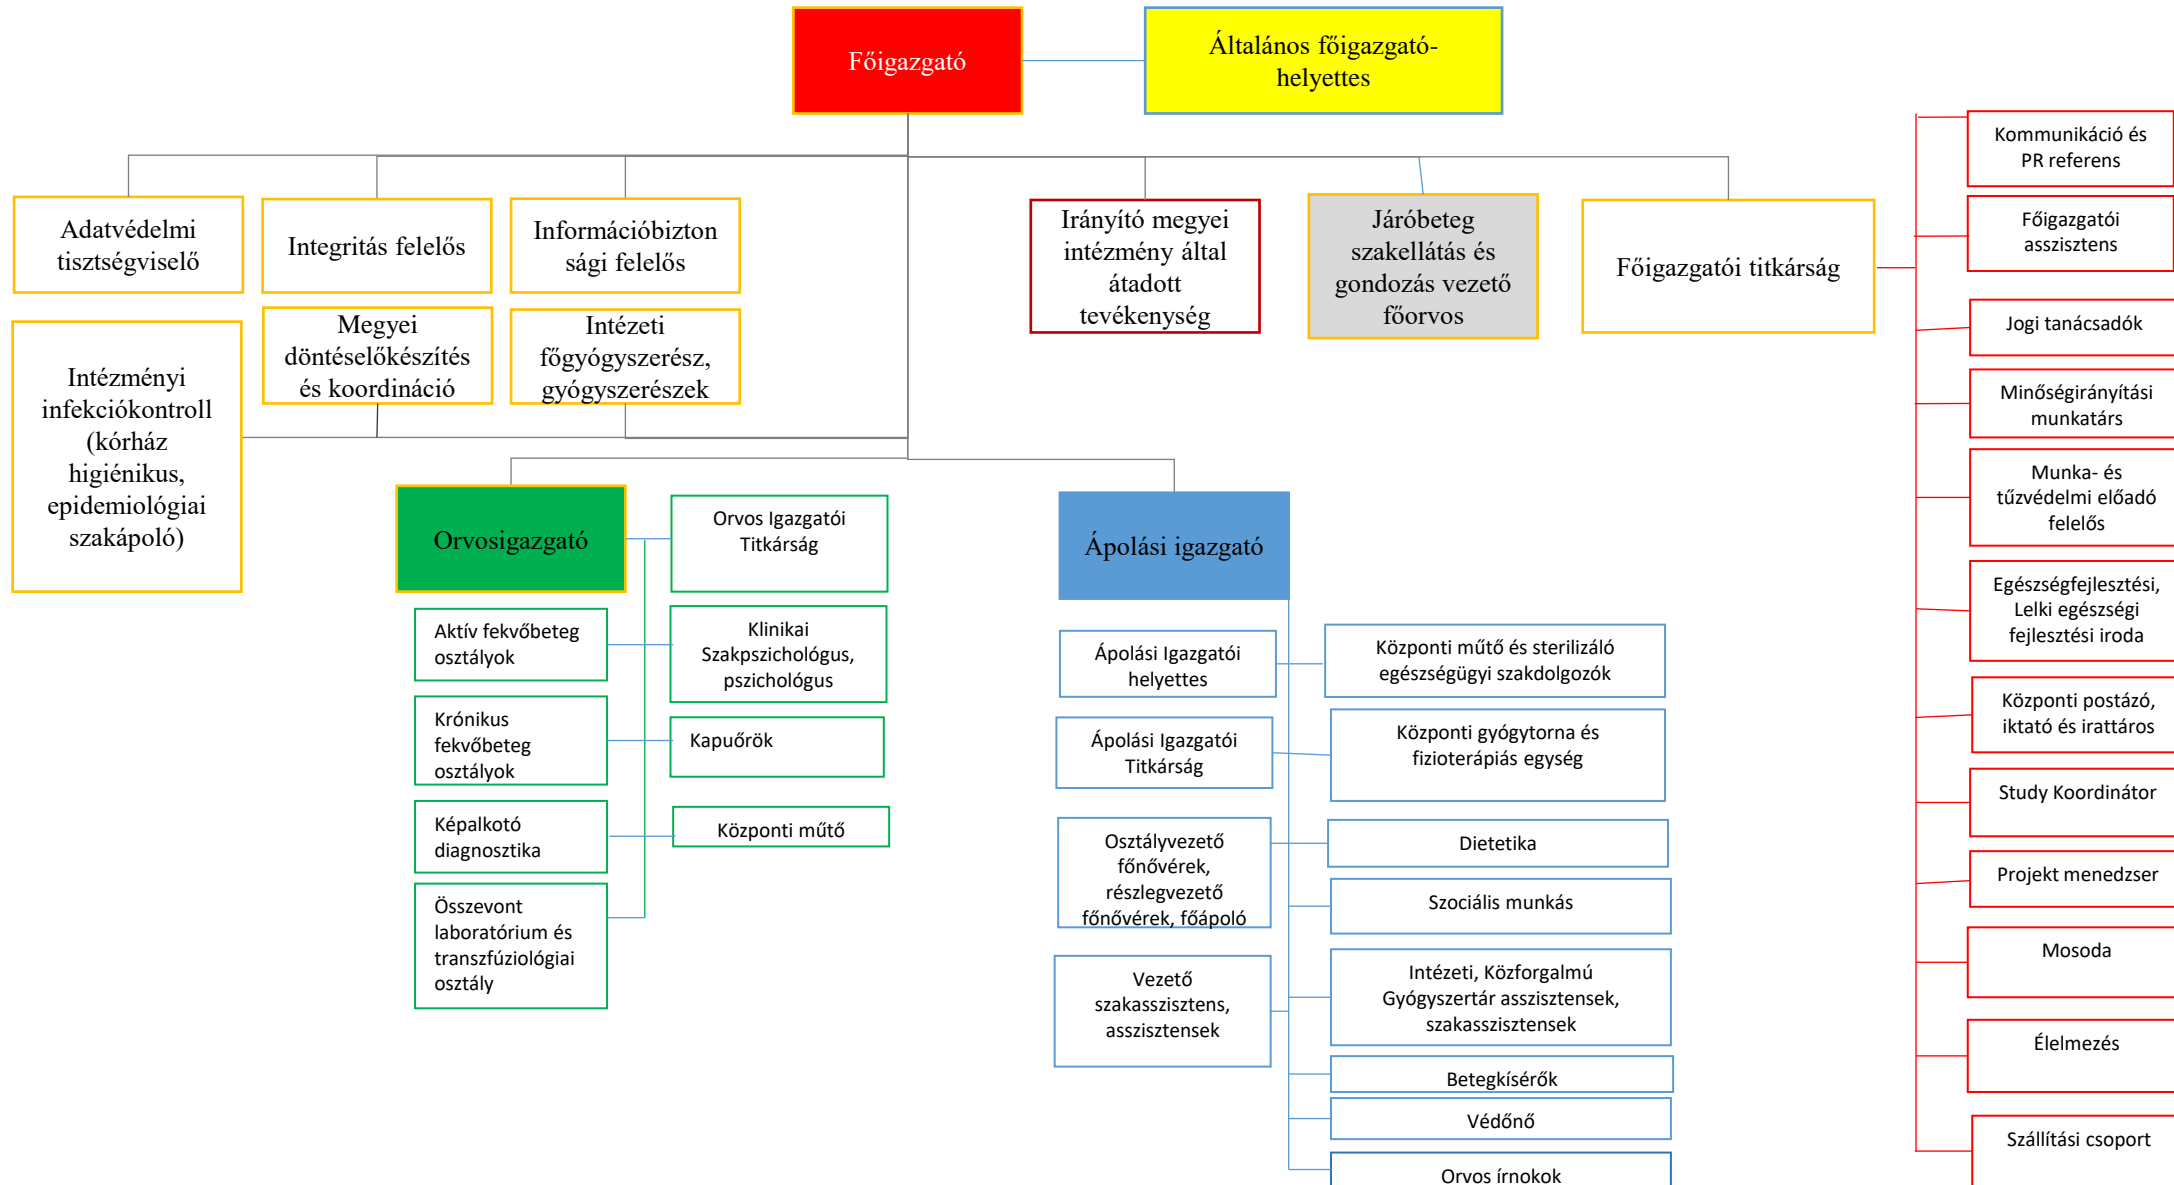 Főigazgató
Általános főigazgató-
helyettes
Adatvédelmi
tisztségviselő
Integritás felelős
Információbizton
sági felelős
Irányító megyei
intézmény által
átadott
tevékenység
Járóbeteg
szakellátás és
gondozás vezető
főorvos
Főigazgatói titkárság
Intézményi
infekciókontroll
(kórház
higiénikus,
epidemiológiai
szakápoló)
Megyei
döntéselőkészítés
és koordináció
Intézeti
főgyógyszerész,
gyógyszerészek
Orvosigazgató
Orvos Igazgatói
Titkárság
Aktív fekvőbeteg
osztályok
Klinikai
Szakpszichológus,
pszichológus
Krónikus
fekvőbeteg
osztályok
Kapuőrök
Képalkotó
diagnosztika
Központi műtő
Összevont
laboratórium és
transzfúziológiai
osztály
Ápolási igazgató
Ápolási Igazgatói
helyettes
Központi műtő és sterilizáló
egészségügyi szakdolgozók
Ápolási Igazgatói
Titkárság
Központi gyógytorna és
fizioterápiás egység
Osztályvezető
főnővérek,
részlegvezető
főnővérek, főápoló
Dietetika
Szociális munkás
Vezető
szakasszisztens,
asszisztensek
Intézeti, Közforgalmú
Gyógyszertár asszisztensek,
szakasszisztensek
Betegkísérők
Védőnő
Orvos írnokok
Kommunikáció és
PR referens
Főigazgatói
asszisztens
Jogi tanácsadók
Minőségirányítási
munkatárs
Munka- és
tűzvédelmi előadó
felelős
Egészségfejlesztési,
Lelki egészségi
fejlesztési iroda
Központi postázó,
iktató és irattáros
Study Koordinátor
Projekt menedzser
Mosoda
Élelmezés
Szállítási csoport